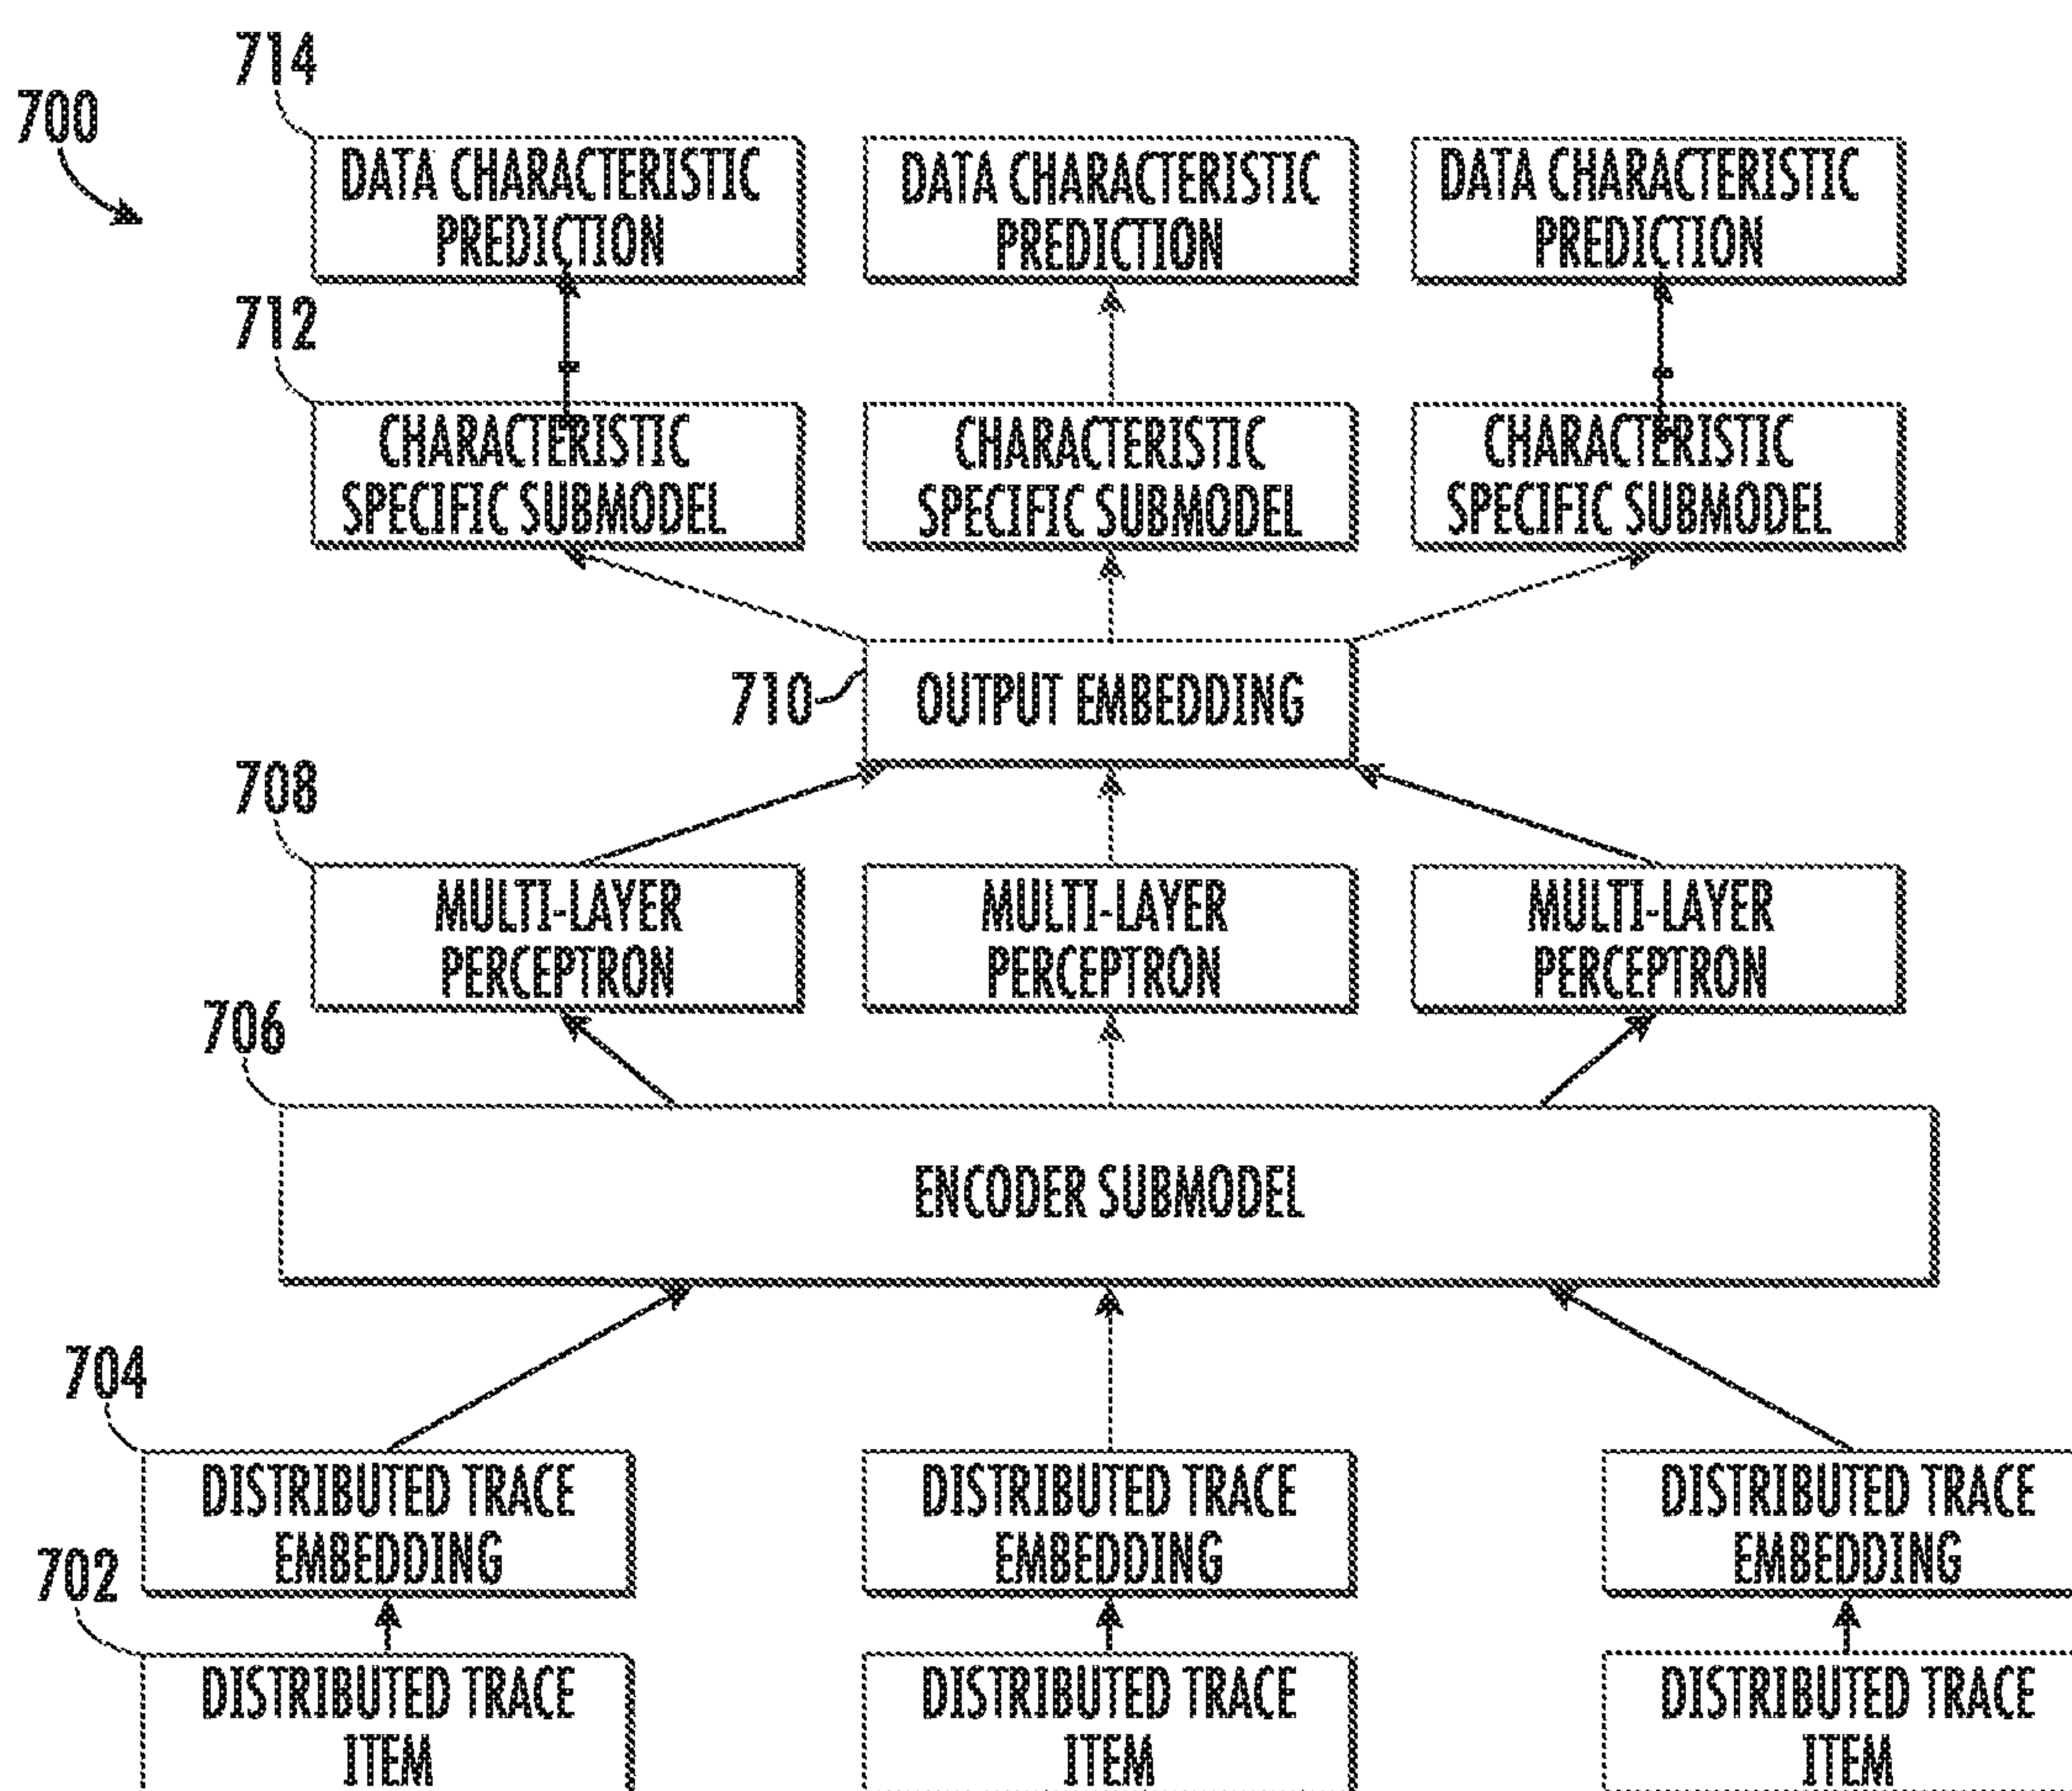 714
700
DATA CHARACTERISTIC
PREDICTION
DATA CHARACTERISTIC
PREDICTION
DATA CHARACTERISTIC
PREDICTION
712
CHARACTERISTIC
SPECIFIC SUBMODEL
CHARACTERISTIC
SPECIFIC SUBMODEL
CHARACTERISTIC
SPECIFIC SUBMODEL
710
OUTPUT EMBEDDING
708
MULTI-LAYER
PERCEPTRON
MULTI-LAYER
PERCEPTRON
MULTI-LAYER
PERCEPTRON
706
ENCODER SUBMODEL
704
DISTRIBUTED TRACE
EMBEDDING
DISTRIBUTED TRACE
EMBEDDING
DISTRIBUTED TRACE
EMBEDDING
702
DISTRIBUTED TRACE
ITEM
DISTRIBUTED TRACE
ITEM
DISTRIBUTED TRACE
ITEM